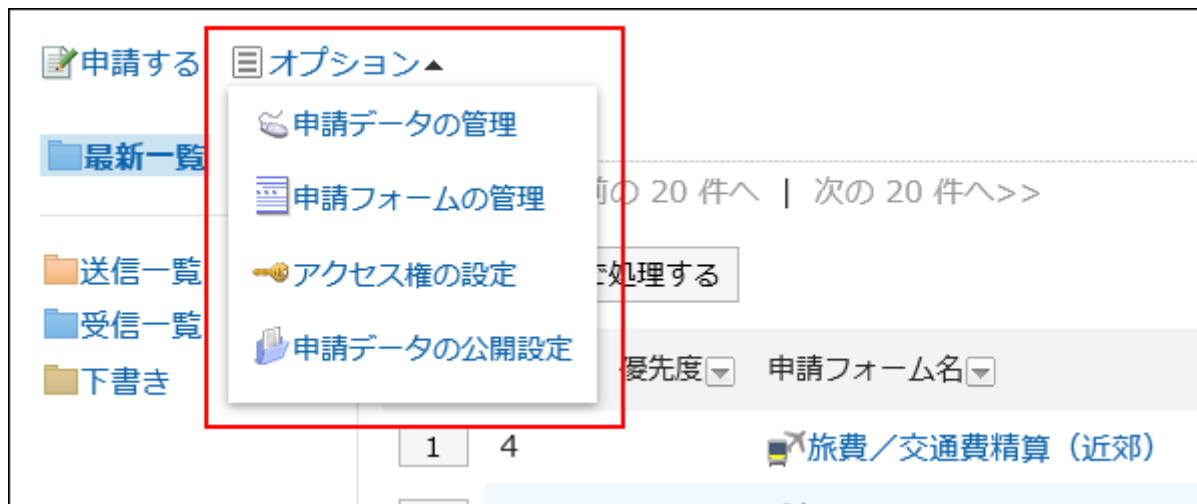 申請する オプション▲
申請データの管理
申請フォームの管理
アクセス権の設定
申請データの公開設定
最新一覧
送信一覧
受信一覧
下書き
の 20 件へ | 次の 20 件へ>>
処理する
優先度 申請フォーム名
1 4 旅費／交通費精算（近郊）